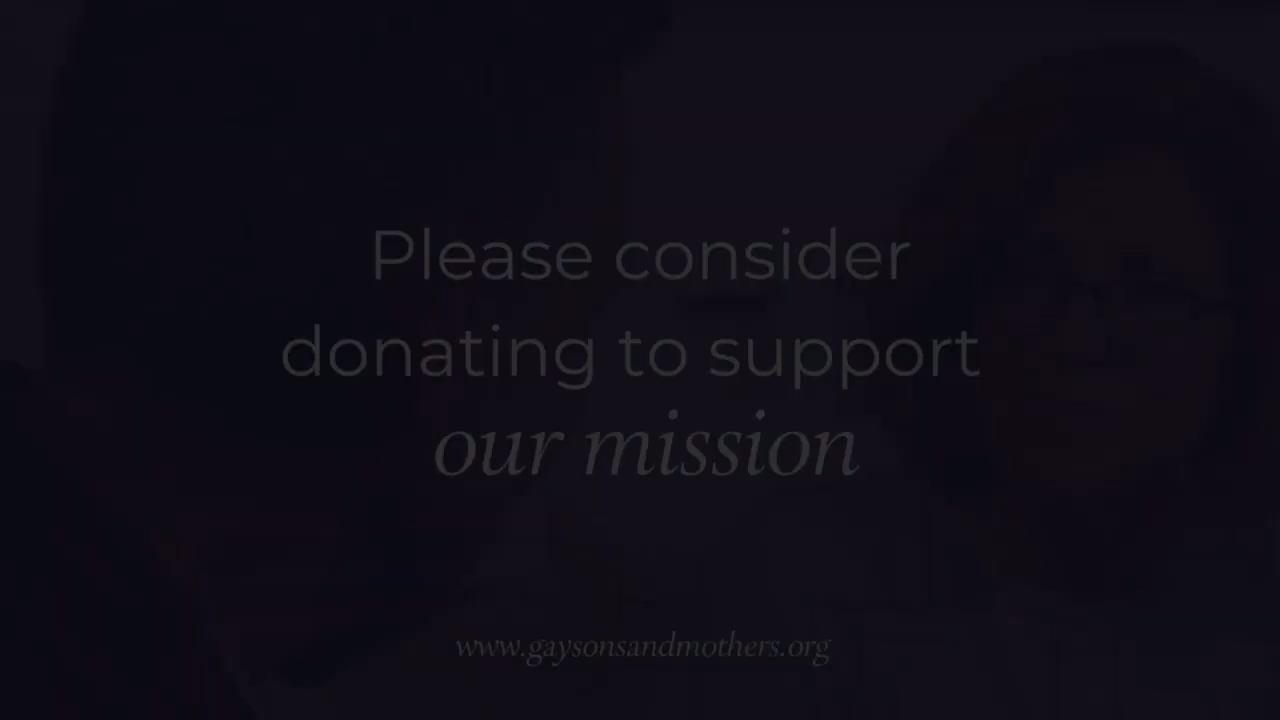 Please consider
donating to support
our mission
www.gaysonsandmothers.org